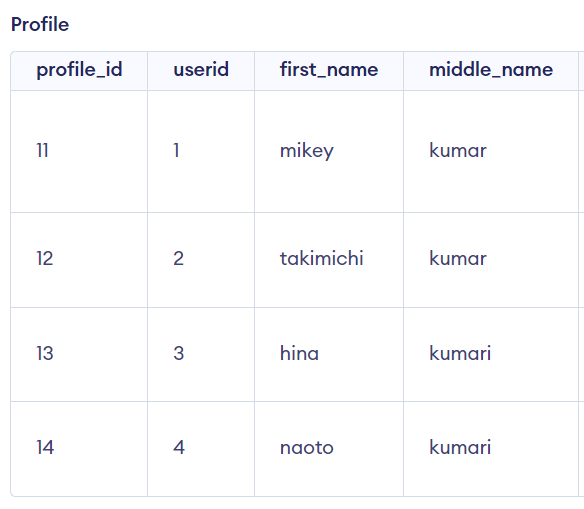 Profile
profile_id userid first_name middle_name
11 1 mikey kumar
12 2 takimichi kumar
13 3 hina kumari
14 4 naoto kumari